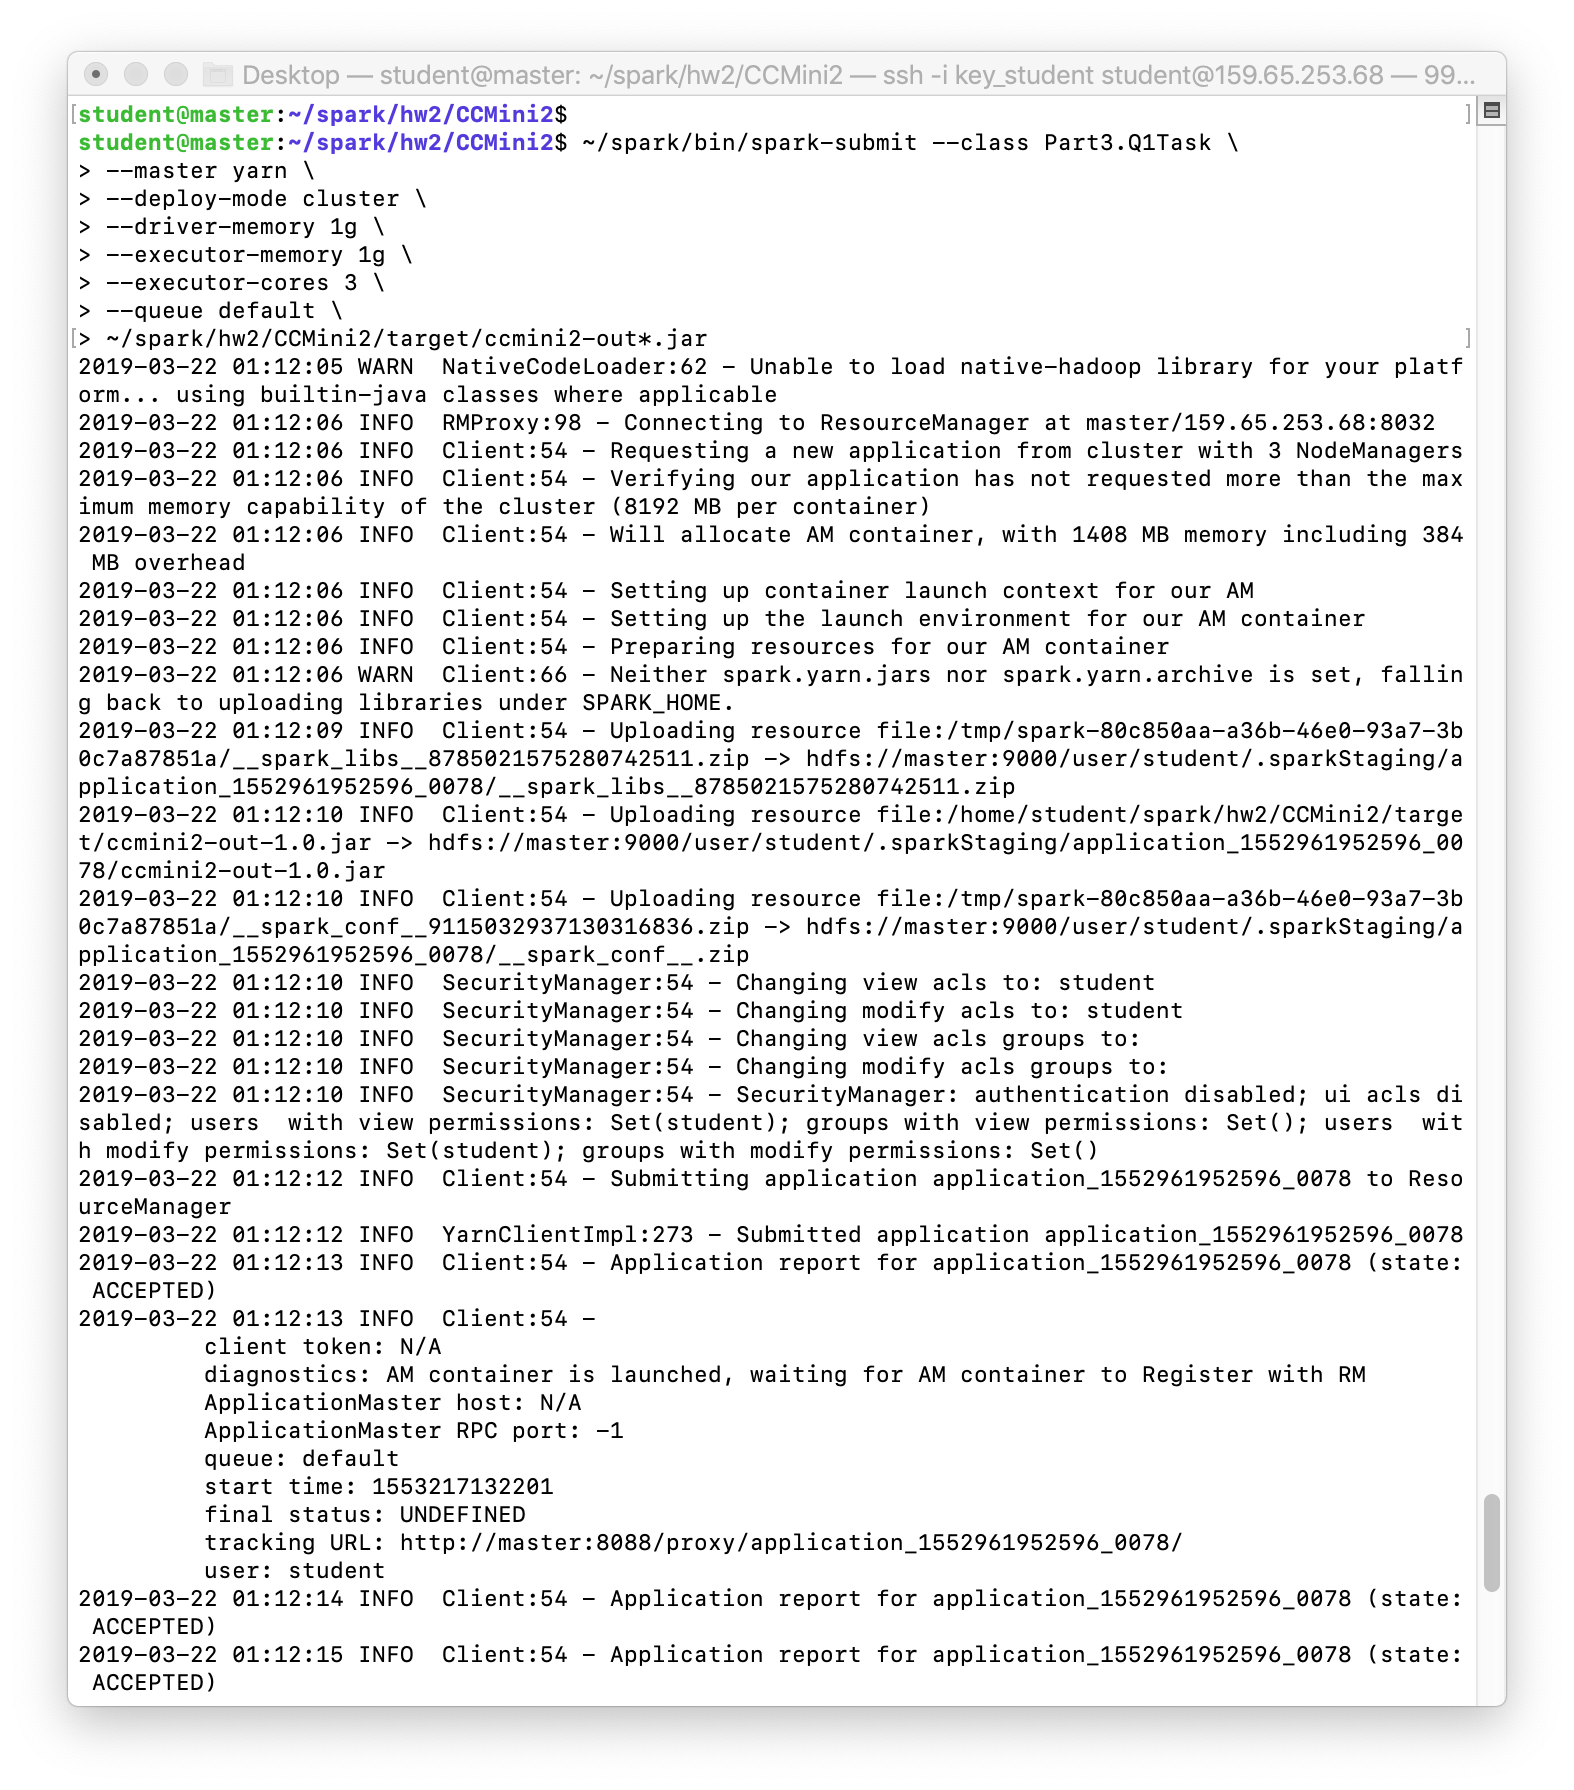 Desktop — student@master: ~/spark/hw2/CCMini2 — ssh -i key_student student@159.65.253.68 — 99...
[student@master:~/spark/hw2/CCMini2$ ]
student@master:~/spark/hw2/CCMini2$ ~/spark/bin/spark-submit --class Part3.Q1Task \
> --master yarn \
> --deploy-mode cluster \
> --driver-memory 1g \
> --executor-memory 1g \
> --executor-cores 3 \
> --queue default \
[> ~/spark/hw2/CCMini2/target/ccmini2-out*.jar ]
2019-03-22 01:12:05 WARN  NativeCodeLoader:62 - Unable to load native-hadoop library for your platf
orm... using builtin-java classes where applicable
2019-03-22 01:12:06 INFO  RMProxy:98 - Connecting to ResourceManager at master/159.65.253.68:8032
2019-03-22 01:12:06 INFO  Client:54 - Requesting a new application from cluster with 3 NodeManagers
2019-03-22 01:12:06 INFO  Client:54 - Verifying our application has not requested more than the max
imum memory capability of the cluster (8192 MB per container)
2019-03-22 01:12:06 INFO  Client:54 - Will allocate AM container, with 1408 MB memory including 384
 MB overhead
2019-03-22 01:12:06 INFO  Client:54 - Setting up container launch context for our AM
2019-03-22 01:12:06 INFO  Client:54 - Setting up the launch environment for our AM container
2019-03-22 01:12:06 INFO  Client:54 - Preparing resources for our AM container
2019-03-22 01:12:06 WARN  Client:66 - Neither spark.yarn.jars nor spark.yarn.archive is set, fallin
g back to uploading libraries under SPARK_HOME.
2019-03-22 01:12:09 INFO  Client:54 - Uploading resource file:/tmp/spark-80c850aa-a36b-46e0-93a7-3b
0c7a87851a/__spark_libs__8785021575280742511.zip -> hdfs://master:9000/user/student/.sparkStaging/a
pplication_1552961952596_0078/__spark_libs__8785021575280742511.zip
2019-03-22 01:12:10 INFO  Client:54 - Uploading resource file:/home/student/spark/hw2/CCMini2/targe
t/ccmini2-out-1.0.jar -> hdfs://master:9000/user/student/.sparkStaging/application_1552961952596_00
78/ccmini2-out-1.0.jar
2019-03-22 01:12:10 INFO  Client:54 - Uploading resource file:/tmp/spark-80c850aa-a36b-46e0-93a7-3b
0c7a87851a/__spark_conf__9115032937130316836.zip -> hdfs://master:9000/user/student/.sparkStaging/a
pplication_1552961952596_0078/__spark_conf__.zip
2019-03-22 01:12:10 INFO  SecurityManager:54 - Changing view acls to: student
2019-03-22 01:12:10 INFO  SecurityManager:54 - Changing modify acls to: student
2019-03-22 01:12:10 INFO  SecurityManager:54 - Changing view acls groups to:
2019-03-22 01:12:10 INFO  SecurityManager:54 - Changing modify acls groups to:
2019-03-22 01:12:10 INFO  SecurityManager:54 - SecurityManager: authentication disabled; ui acls di
sabled; users  with view permissions: Set(student); groups with view permissions: Set(); users  wit
h modify permissions: Set(student); groups with modify permissions: Set()
2019-03-22 01:12:12 INFO  Client:54 - Submitting application application_1552961952596_0078 to Reso
urceManager
2019-03-22 01:12:12 INFO  YarnClientImpl:273 - Submitted application application_1552961952596_0078
2019-03-22 01:12:13 INFO  Client:54 - Application report for application_1552961952596_0078 (state:
 ACCEPTED)
2019-03-22 01:12:13 INFO  Client:54 -
         client token: N/A
         diagnostics: AM container is launched, waiting for AM container to Register with RM
         ApplicationMaster host: N/A
         ApplicationMaster RPC port: -1
         queue: default
         start time: 1553217132201
         final status: UNDEFINED
         tracking URL: http://master:8088/proxy/application_1552961952596_0078/
         user: student
2019-03-22 01:12:14 INFO  Client:54 - Application report for application_1552961952596_0078 (state:
 ACCEPTED)
2019-03-22 01:12:15 INFO  Client:54 - Application report for application_1552961952596_0078 (state:
 ACCEPTED)